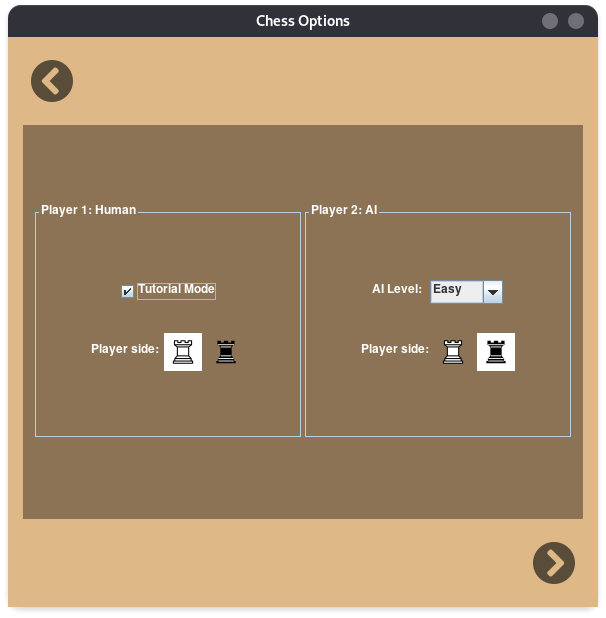 Chess Options
Player 1: Human
Tutorial Mode
Player side:
Player 2: AI
AI Level: Easy
Player side: